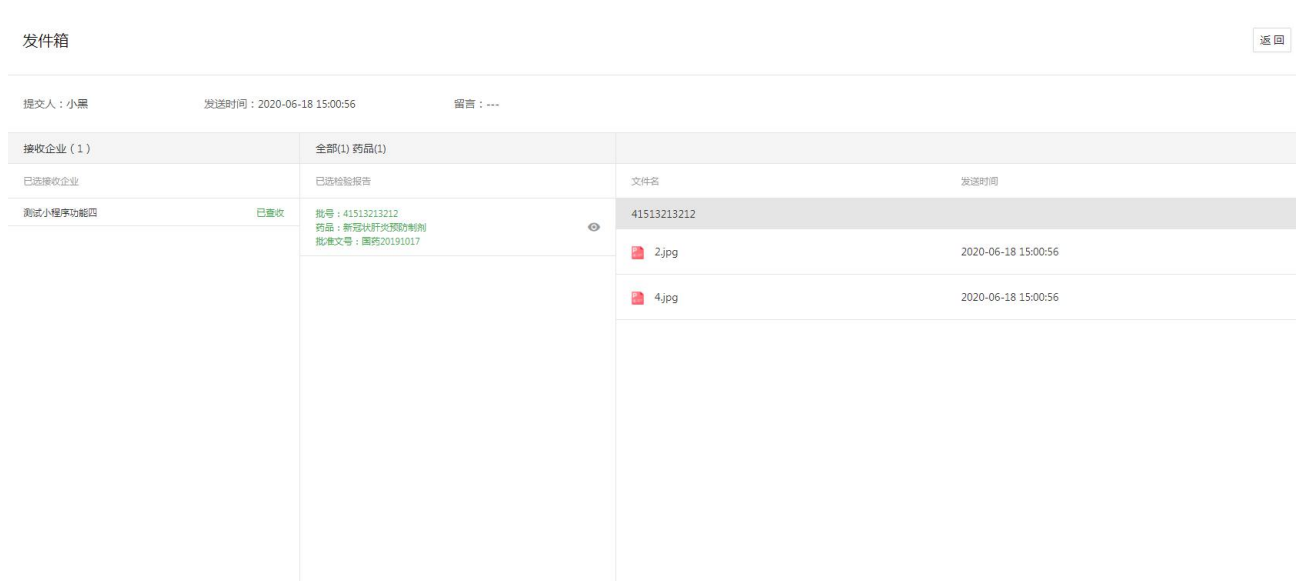 发件箱
返回
提交人：小黑 发送时间：2020-06-18 15:00:56 留言：---
接收企业（1） 全部(1) 药品(1)
已选接收企业 已选检验报告 文件名 发送时间
测试小程序功能四 已查收
批号：41513213212
药品：新冠状肝炎预防制剂
批准文号：国药20191017
41513213212
2.jpg 2020-06-18 15:00:56
4.jpg 2020-06-18 15:00:56